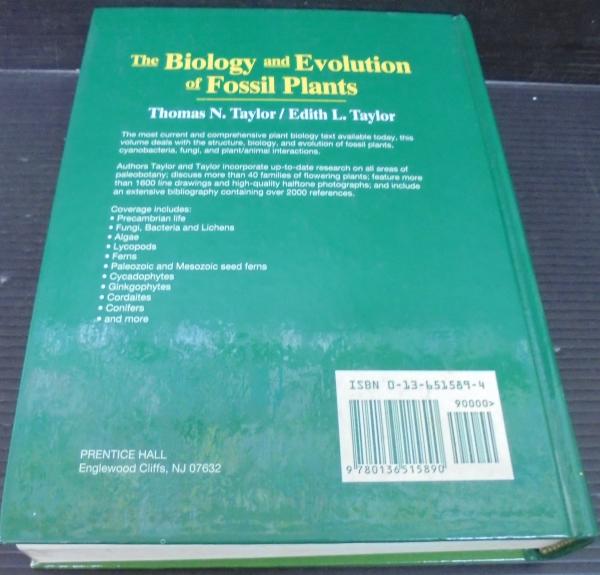 The Biology and Evolution
of Fossil Plants
Thomas N. Taylor / Edith L. Taylor
The most current and comprehensive plant biology text available today, this
volume deals with the structure, biology, and evolution of fossil plants,
cyanobacteria, fungi, and plant/animal interactions.
Authors Taylor and Taylor incorporate up-to-date research on all areas of
paleobotany; discuss more than 40 families of flowering plants; feature more
than 1600 line drawings and high-quality halftone photographs; and include
an extensive bibliography containing over 2000 references.
Coverage includes:
• Precambrian life
• Fungi, Bacteria and Lichens
• Algae
• Lycopods
• Ferns
• Paleozoic and Mesozoic seed ferns
• Cycadophytes
• Ginkgophytes
• Cordaites
• Conifers
• and more
ISBN 0-13-651589-4
90000>
9 780136 515890
PRENTICE HALL
Englewood Cliffs, NJ 07632